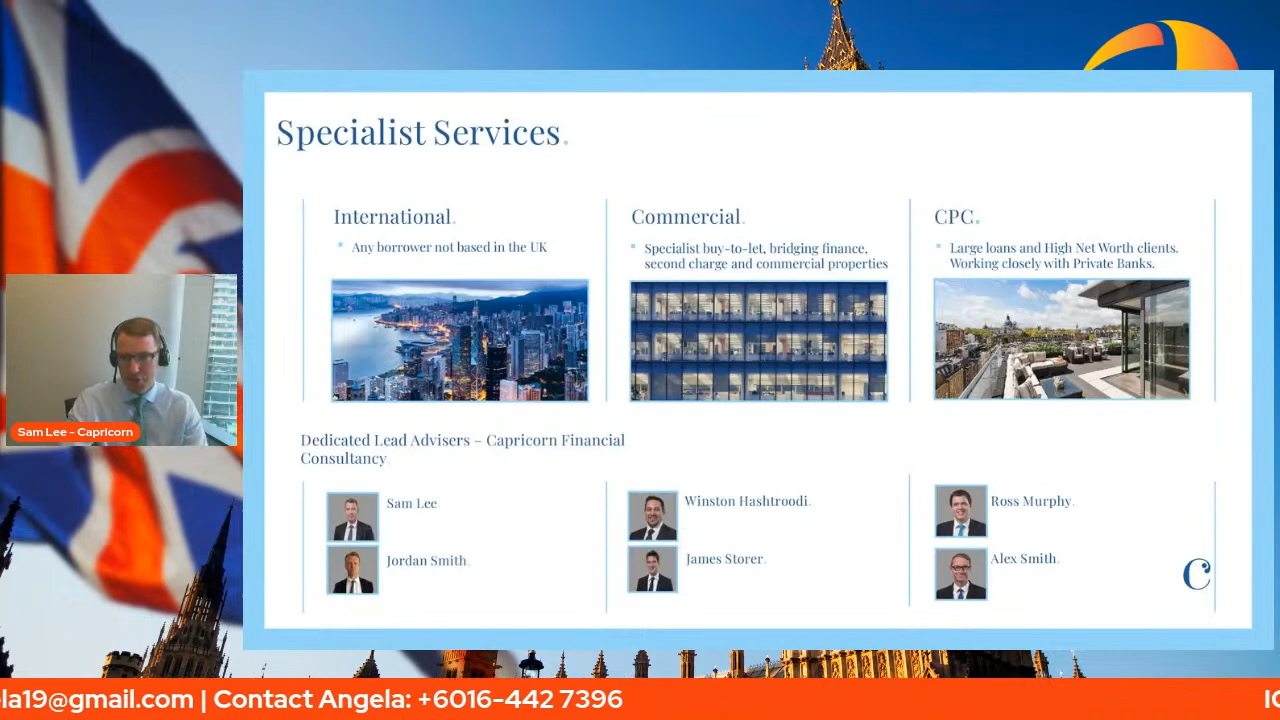 Specialist Services.
International.
Any borrower not based in the UK
Commercial.
Specialist buy-to-let, bridging finance,
second charge and commercial properties
CPC.
Large loans and High Net Worth clients.
Working closely with Private Banks.
Sam Lee - Capricorn
Dedicated Lead Advisers – Capricorn Financial
Consultancy.
Sam Lee.
Jordan Smith.
Winston Hashtroodi.
James Storer.
Ross Murphy.
Alex Smith.
C
ela19@gmail.com | Contact Angela: +6016-442 7396